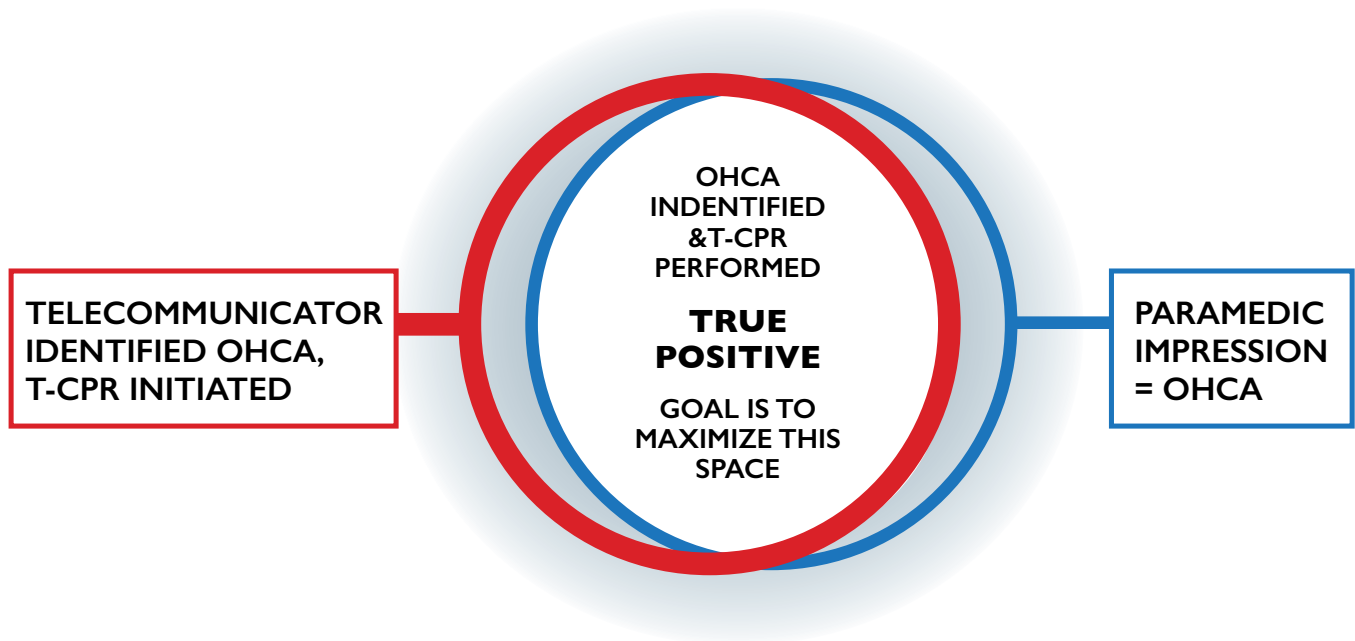 TELECOMMUNICATOR
IDENTIFIED OHCA,
T-CPR INITIATED
OHCA
INDENTIFIED
&T-CPR
PERFORMED
TRUE
POSITIVE
GOAL IS TO
MAXIMIZE THIS
SPACE
PARAMEDIC
IMPRESSION
= OHCA